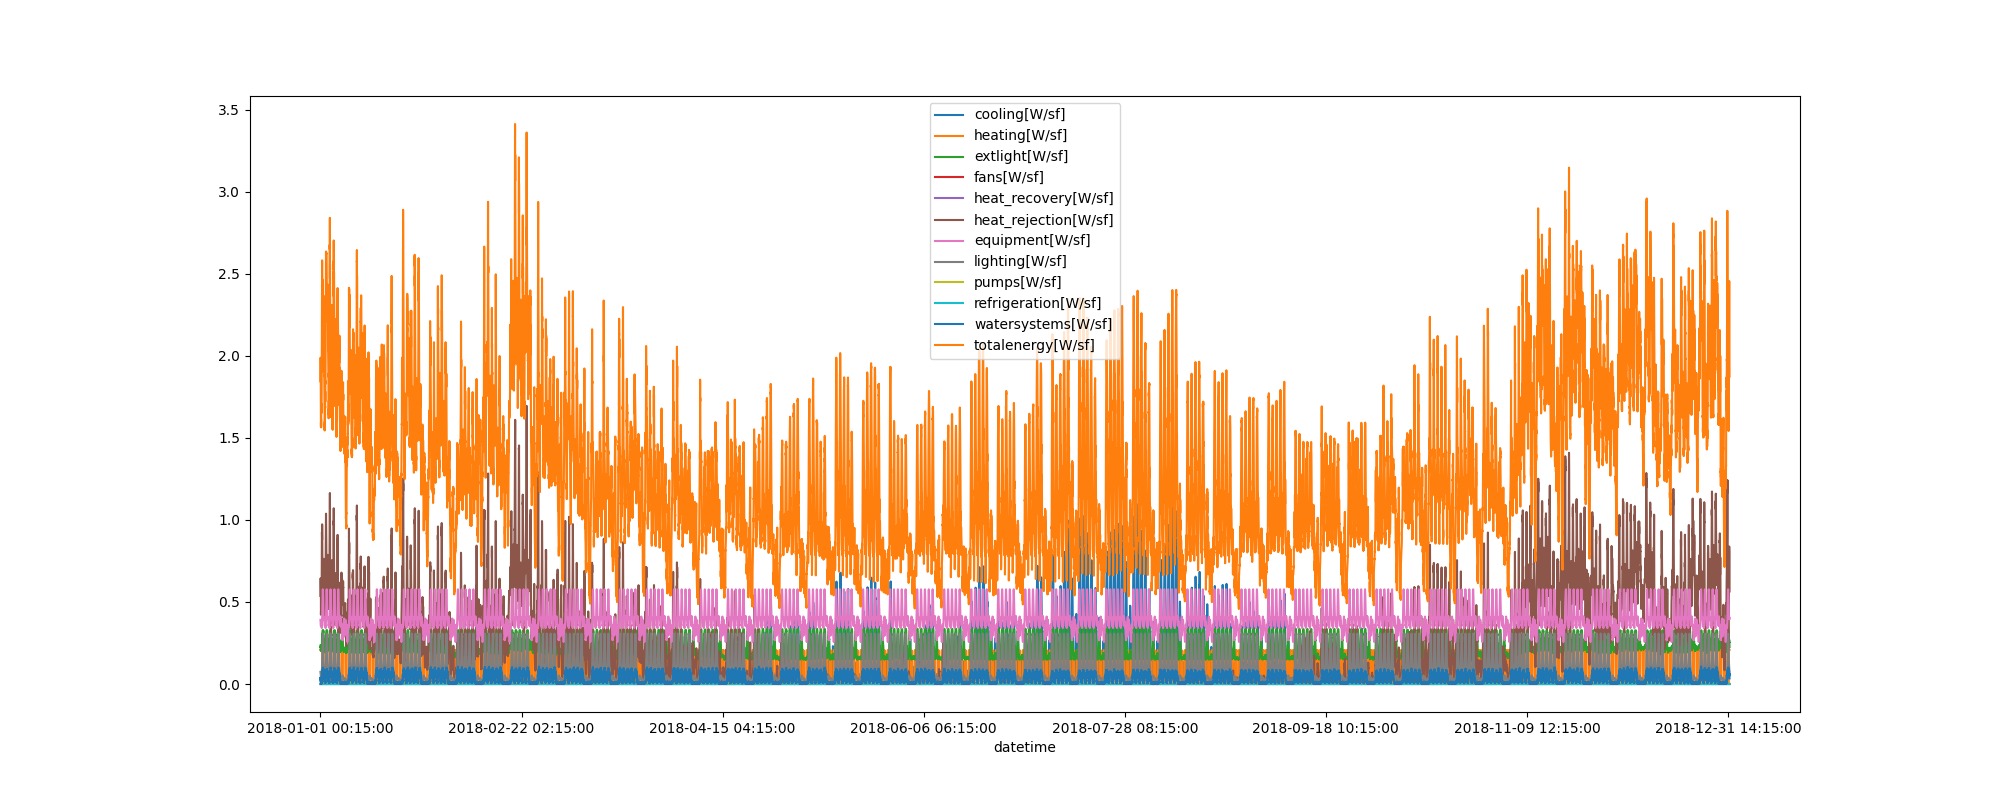 3.5
3.0
2.5
2.0
1.5
1.0
0.5
0.0
cooling[W/sf]
heating[W/sf]
extlight[W/sf]
fans[W/sf]
heat_recovery[W/sf]
heat_rejection[W/sf]
equipment[W/sf]
lighting[W/sf]
pumps[W/sf]
refrigeration[W/sf]
watersystems[W/sf]
totalenergy[W/sf]
2018-01-01 00:15:00
2018-02-22 02:15:00
2018-04-15 04:15:00
2018-06-06 06:15:00
2018-07-28 08:15:00
2018-09-18 10:15:00
2018-11-09 12:15:00
2018-12-31 14:15:00
datetime